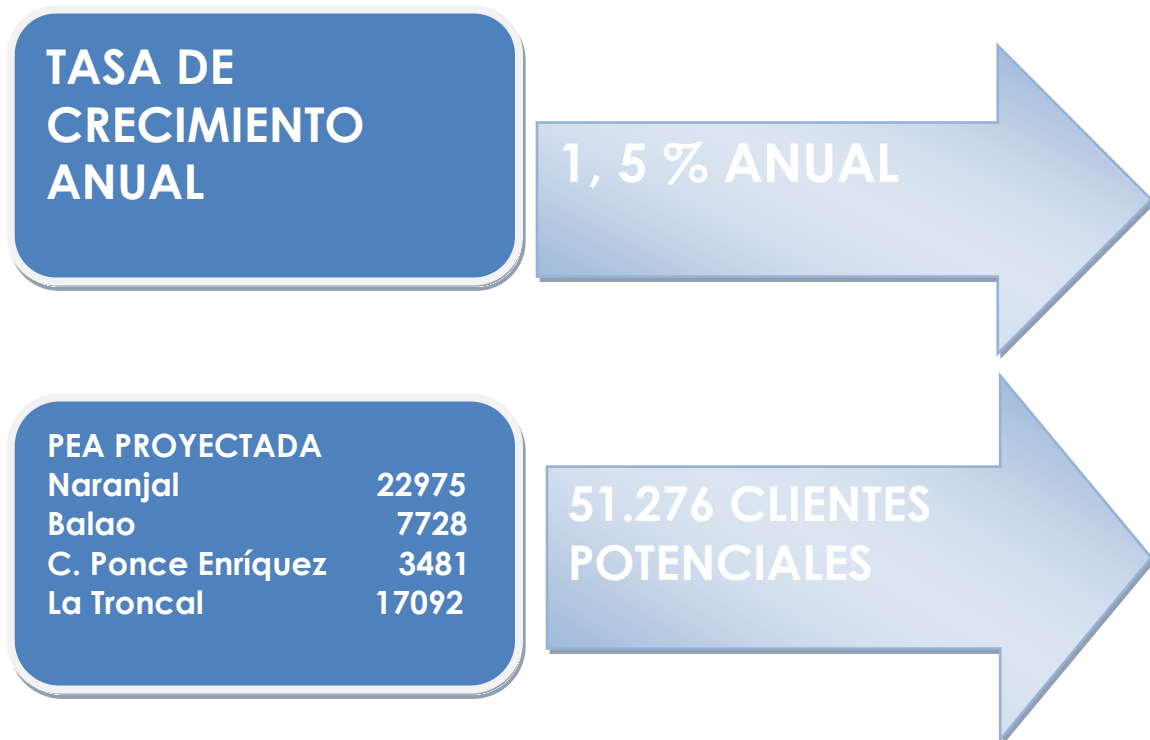 TASA DE
CRECIMIENTO
ANUAL
1, 5 % ANUAL
PEA PROYECTADA
Naranjal 22975
Balao 7728
C. Ponce Enríquez 3481
La Troncal 17092
51.276 CLIENTES
POTENCIALES